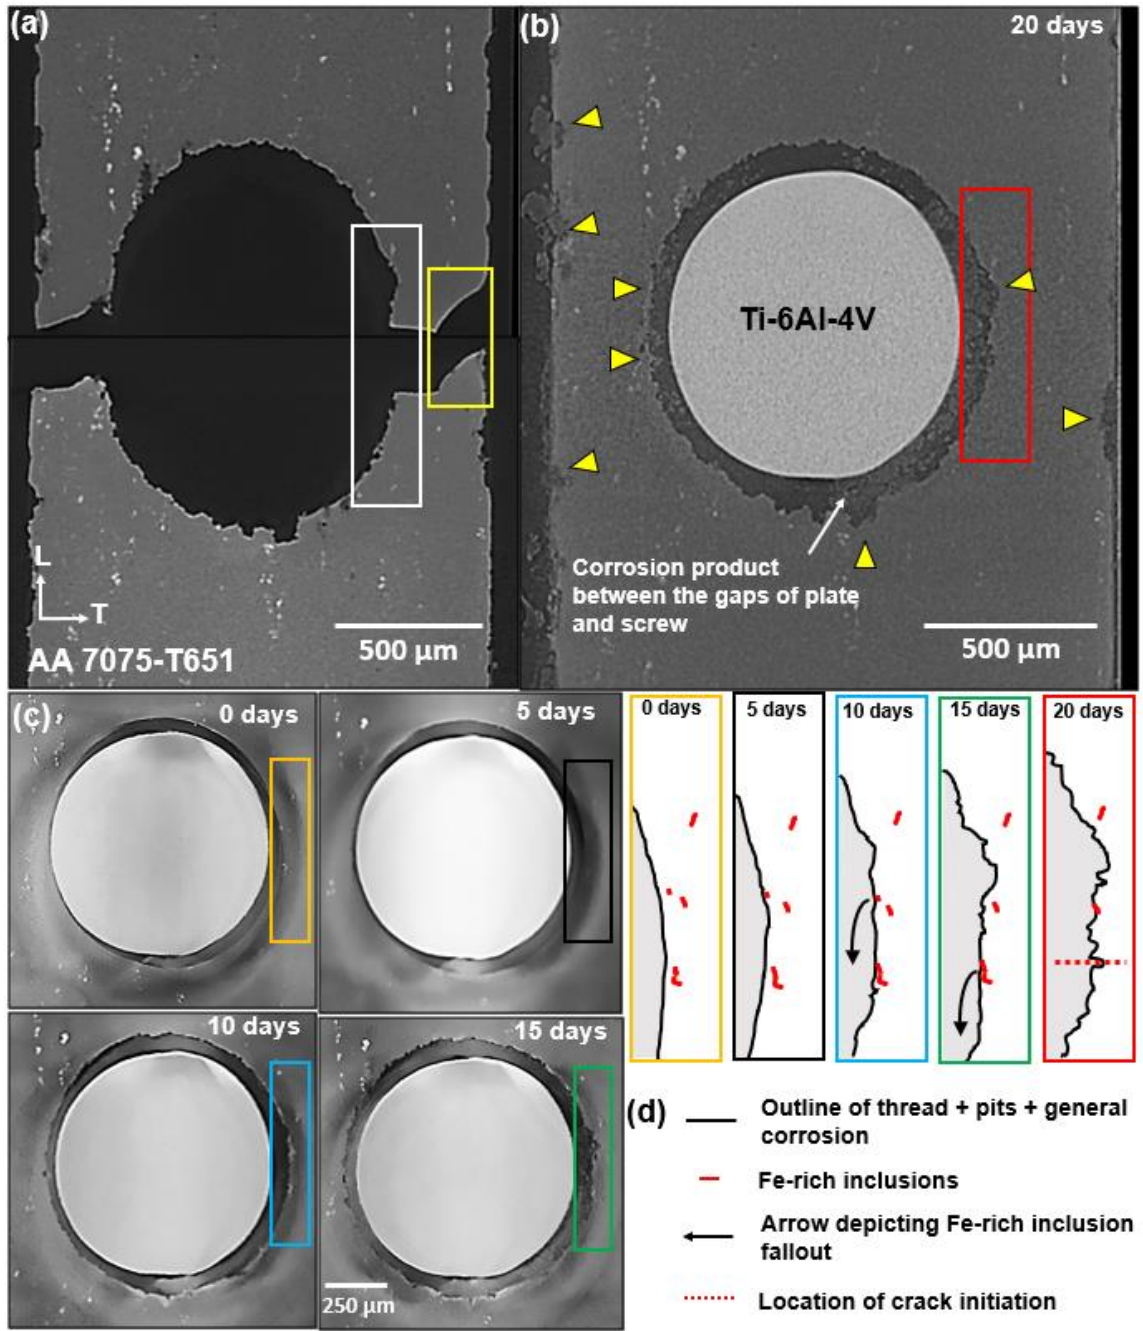 (a)
L
T
AA 7075-T651
500 µm
(b)
20 days
Ti-6Al-4V
Corrosion product
between the gaps of plate
and screw
500 µm
(c)
0 days
5 days
10 days
15 days
250 µm
0 days
5 days
10 days
15 days
20 days
(d)
Outline of thread + pits + general
corrosion
Fe-rich inclusions
Arrow depicting Fe-rich inclusion
fallout
Location of crack initiation